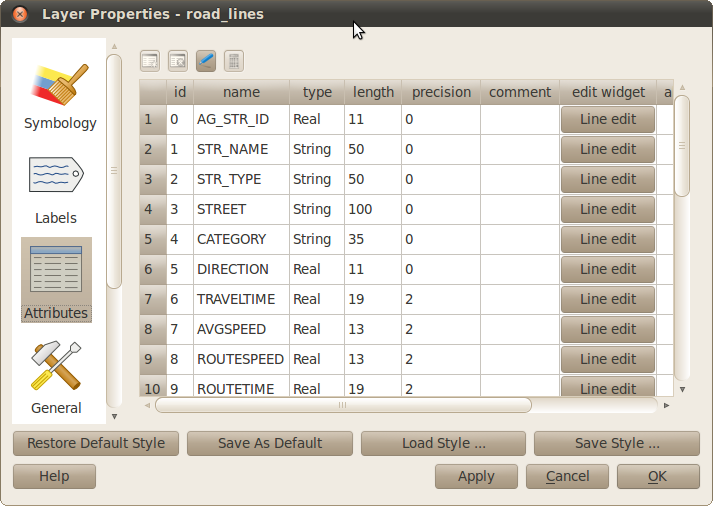 Layer Properties - road_lines
Symbology
Labels
Attributes
General
id name type length precision comment edit widget a
1 0 AG_STR_ID Real 11 0 Line edit
2 1 STR_NAME String 50 0 Line edit
3 2 STR_TYPE String 50 0 Line edit
4 3 STREET String 100 0 Line edit
5 4 CATEGORY String 35 0 Line edit
6 5 DIRECTION Real 11 0 Line edit
7 6 TRAVELTIME Real 19 2 Line edit
8 7 AVGSPEED Real 13 2 Line edit
9 8 ROUTESPEED Real 13 2 Line edit
10 9 ROUTETIME Real 19 2 Line edit
Restore Default Style Save As Default Load Style ... Save Style ...
Help Apply Cancel OK